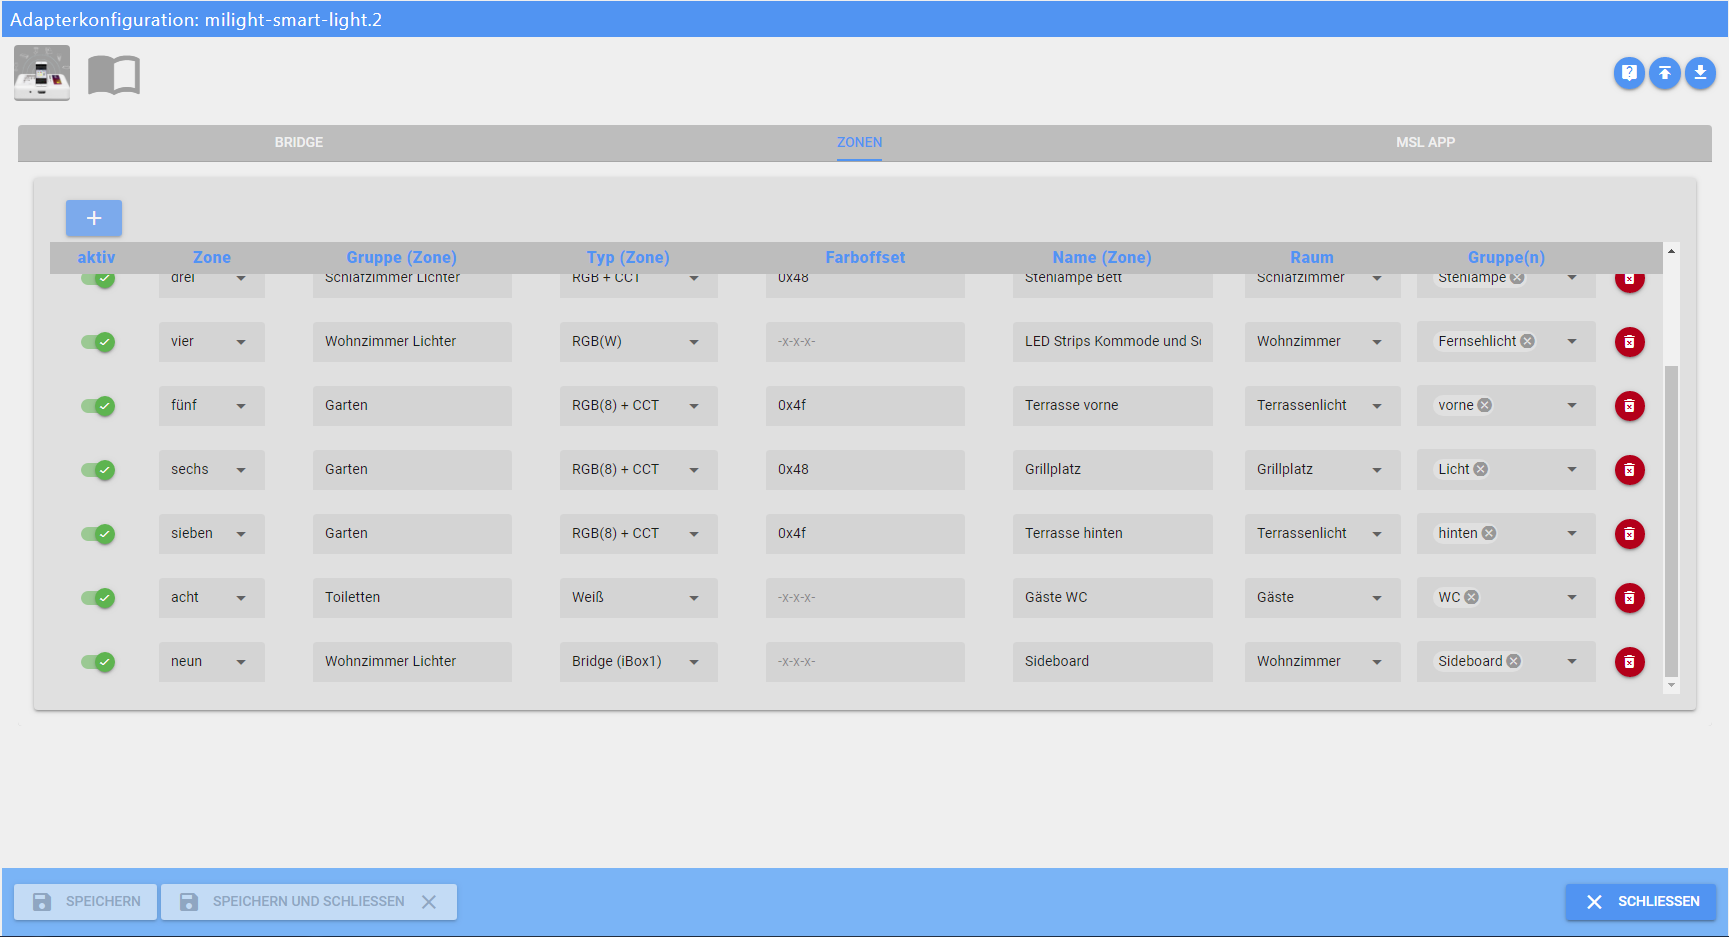 Adapterkonfiguration: milight-smart-light.2
BRIDGE ZONEN MSL APP
+
aktiv Zone Gruppe (Zone) Typ (Zone) Farboffset Name (Zone) Raum Gruppe(n)
drei Schlafzimmer Lichter RGB + CCT 0x48 Stehlampe Bett Schlafzimmer Stehlampe
vier Wohnzimmer Lichter RGB(W) -x-x-x- LED Strips Kommode und Wohnzimmer Fernsehlicht
fünf Garten RGB(8) + CCT 0x4f Terrasse vorne Terrassenlicht vorne
sechs Garten RGB(8) + CCT 0x48 Grillplatz Grillplatz Licht
sieben Garten RGB(8) + CCT 0x4f Terrasse hinten Terrassenlicht hinten
acht Toiletten Weiß -x-x-x- Gäste WC Gäste WC
neun Wohnzimmer Lichter Bridge (iBox1) -x-x-x- Sideboard Wohnzimmer Sideboard
SPEICHERN SPEICHERN UND SCHLIESSEN SCHLIESSEN